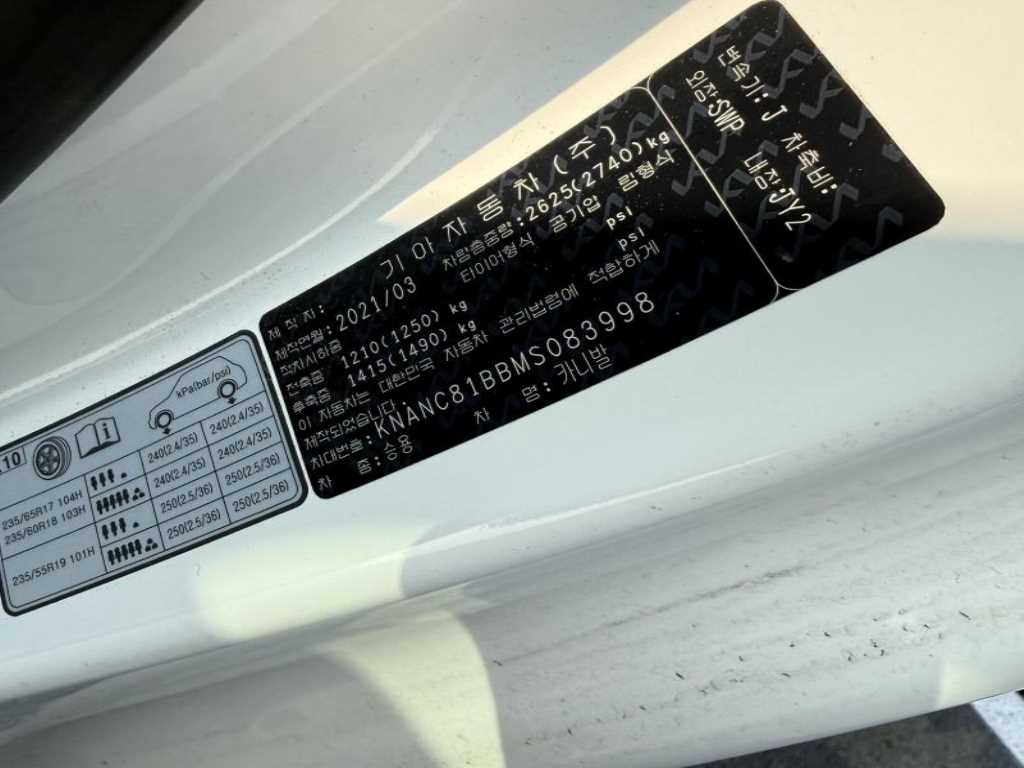 제 작 자: 기 아 자 동 차 (주)
제작연월: 2021/03 차량총중량: 2625(2740) kg
적차시하중 타이어형식 공기압 림형식
전축중 1210(1250) kg psi
후축중 1415(1490) kg psi
이 자동차는 대한민국 자동차 관리법령에 적합하게
제작되었습니다.
차대번호: KNANC81BBMS083998
차 종: 승용 차 명: 카니발
변속기: J 차축비:
외장: SWP 내장: JY2
10 kPa(bar/psi)
235/65R17 104H 240(2.4/35) 240(2.4/35)
235/60R18 103H 240(2.4/35) 240(2.4/35)
235/55R19 101H 250(2.5/36) 250(2.5/36)
250(2.5/36) 250(2.5/36)